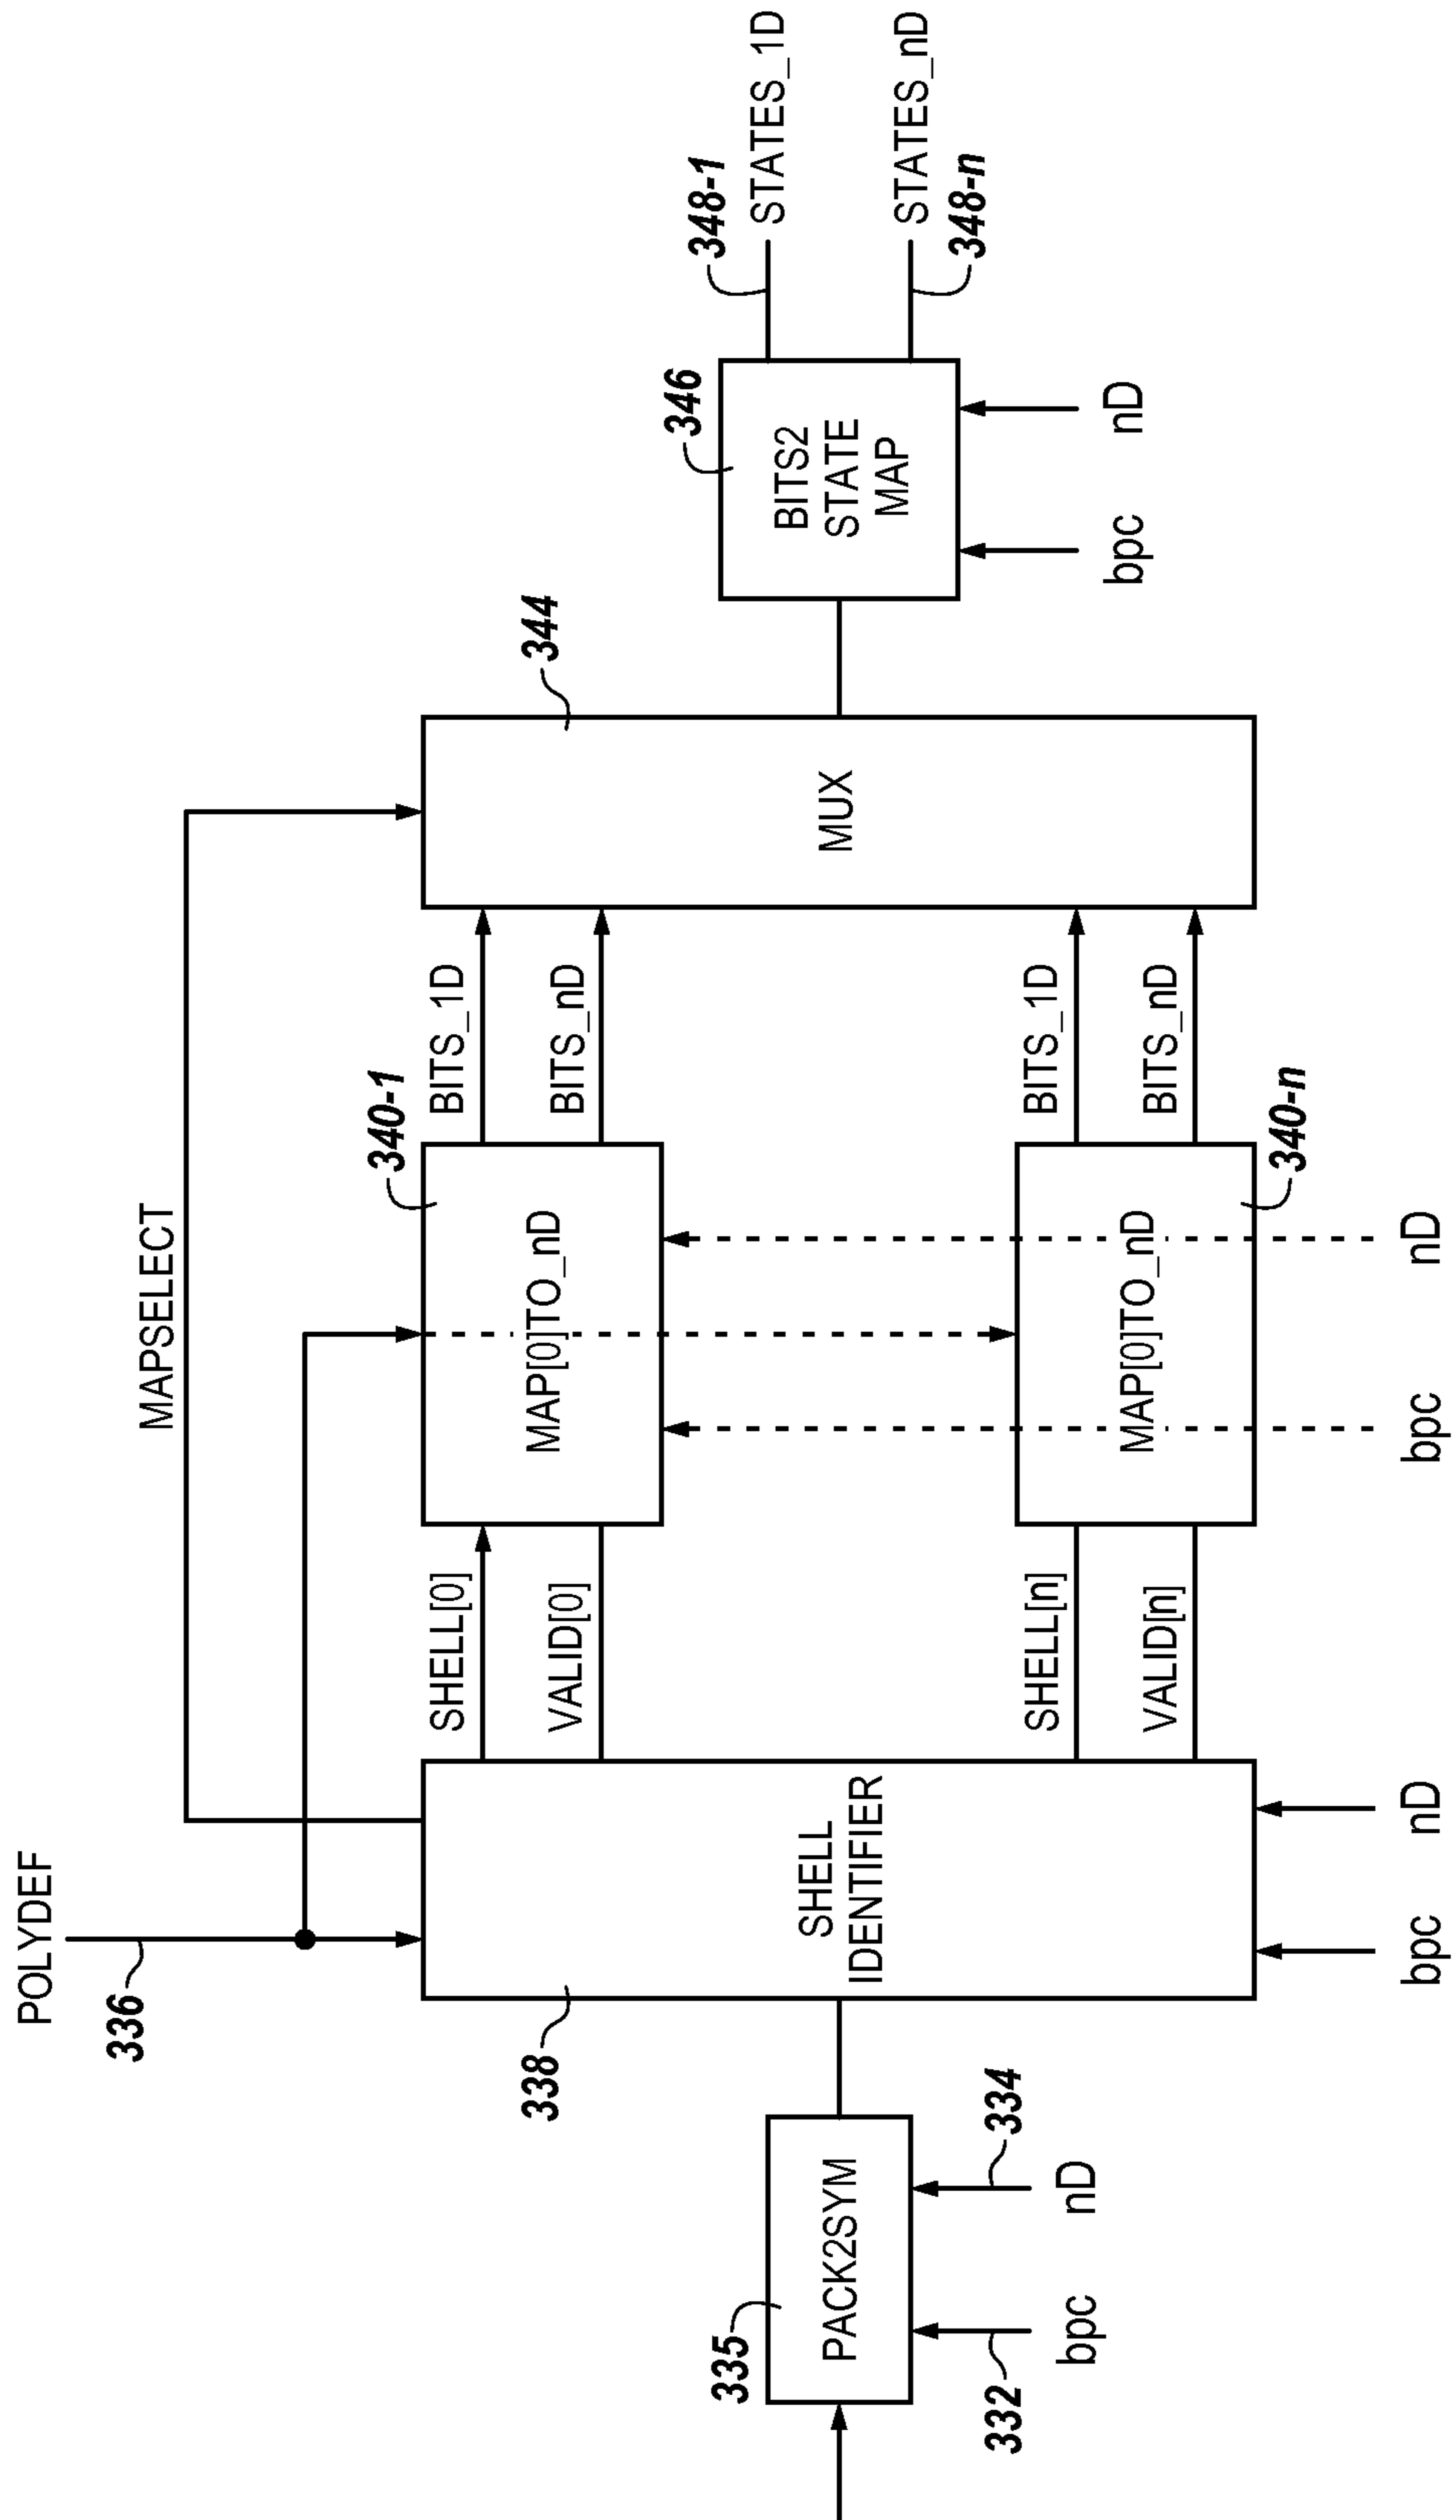 POLYDEF
336
MAPSELECT
335
PACK2SYM
332
bpc
334
nD
338
SHELL
IDENTIFIER
bpc
nD
SHELL[0]
VALID[0]
SHELL[n]
VALID[n]
340-1
MAP[0]TO_nD
MAP[0]TO_nD
340-n
bpc
nD
BITS_1D
BITS_nD
BITS_1D
BITS_nD
344
MUX
346
BITS2
STATE
MAP
bpc
nD
348-1
STATES_1D
STATES_nD
348-n